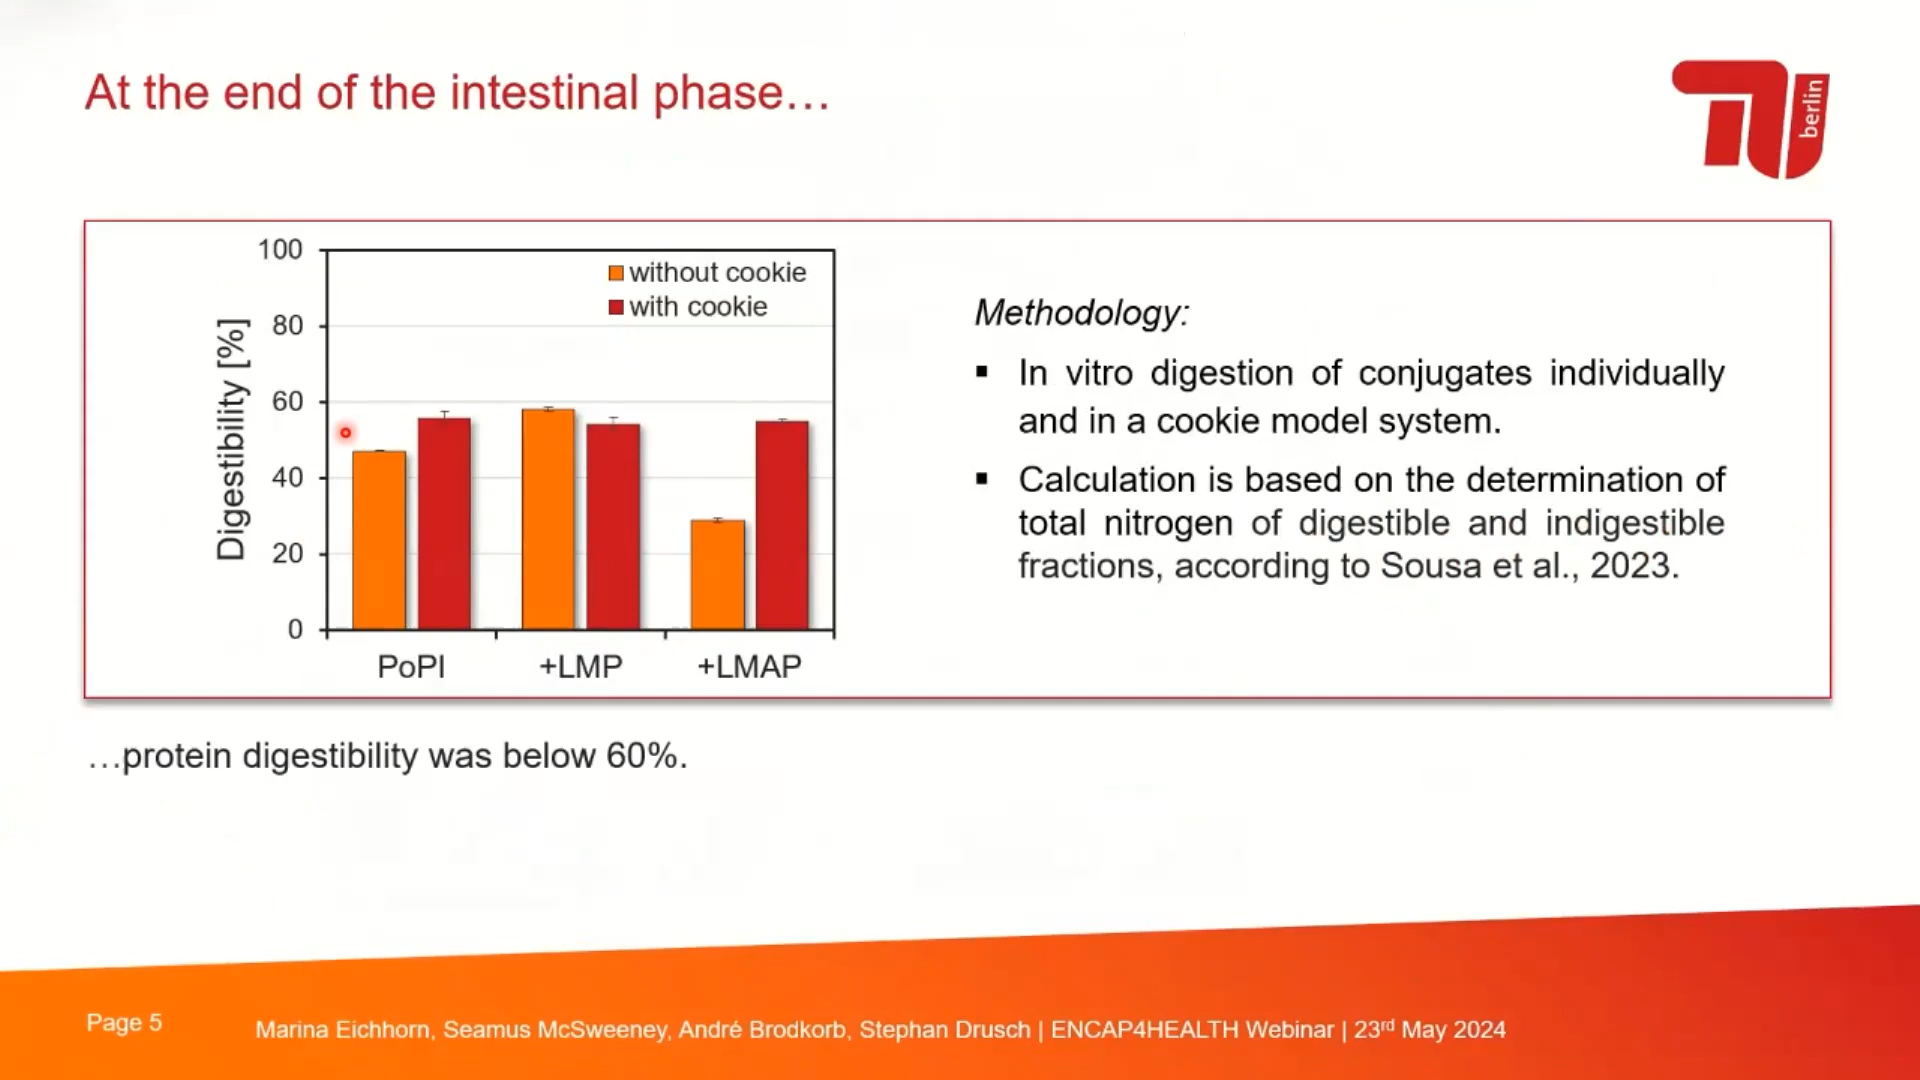 At the end of the intestinal phase…
berlin
100
80
60
40
20
0
Digestibility [%]
without cookie
with cookie
PoPI
+LMP
+LMAP
Methodology:
▪ In vitro digestion of conjugates individually
and in a cookie model system.
▪ Calculation is based on the determination of
total nitrogen of digestible and indigestible
fractions, according to Sousa et al., 2023.
…protein digestibility was below 60%.
Page 5
Marina Eichhorn, Seamus McSweeney, André Brodkorb, Stephan Drusch | ENCAP4HEALTH Webinar | 23rd May 2024